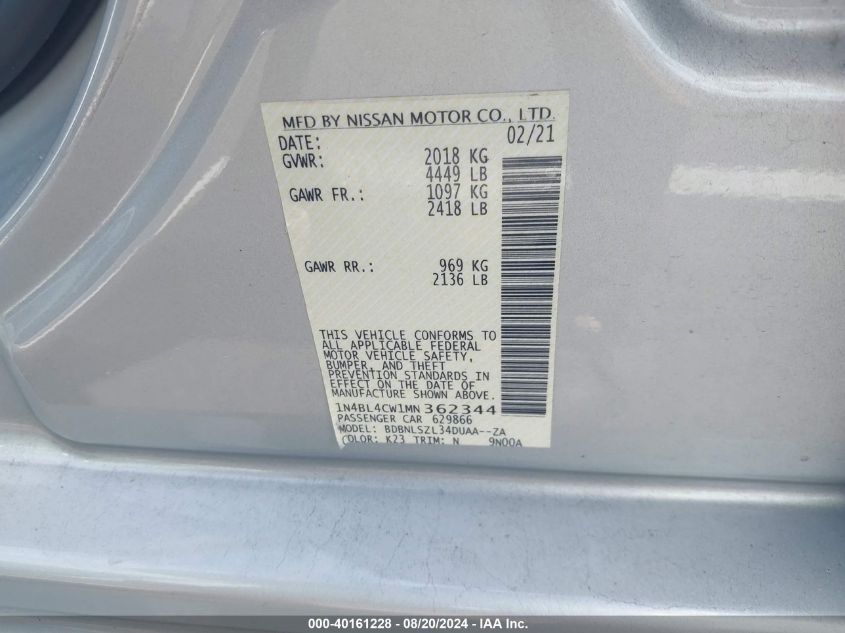 MFD BY NISSAN MOTOR CO., LTD.
DATE: 02/21
GVWR: 2018 KG
4449 LB
GAWR FR.: 1097 KG
2418 LB
GAWR RR.: 969 KG
2136 LB
THIS VEHICLE CONFORMS TO
ALL APPLICABLE FEDERAL
MOTOR VEHICLE SAFETY,
BUMPER, AND THEFT
PREVENTION STANDARDS IN
EFFECT ON THE DATE OF
MANUFACTURE SHOWN ABOVE.
1N4BL4CW1MN362344
PASSENGER CAR 629866
MODEL: BDBNLSZL34DUAA--ZA
COLOR: K23 TRIM: N 9N00A
000-40161228 - 08/20/2024 - IAA Inc.